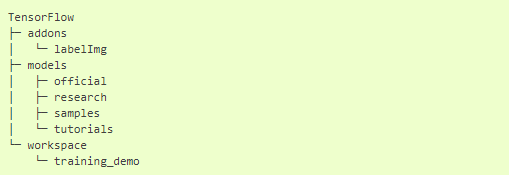 TensorFlow
├─ addons
│  └─ labelImg
├─ models
│  ├─ official
│  ├─ research
│  ├─ samples
│  └─ tutorials
└─ workspace
   └─ training_demo